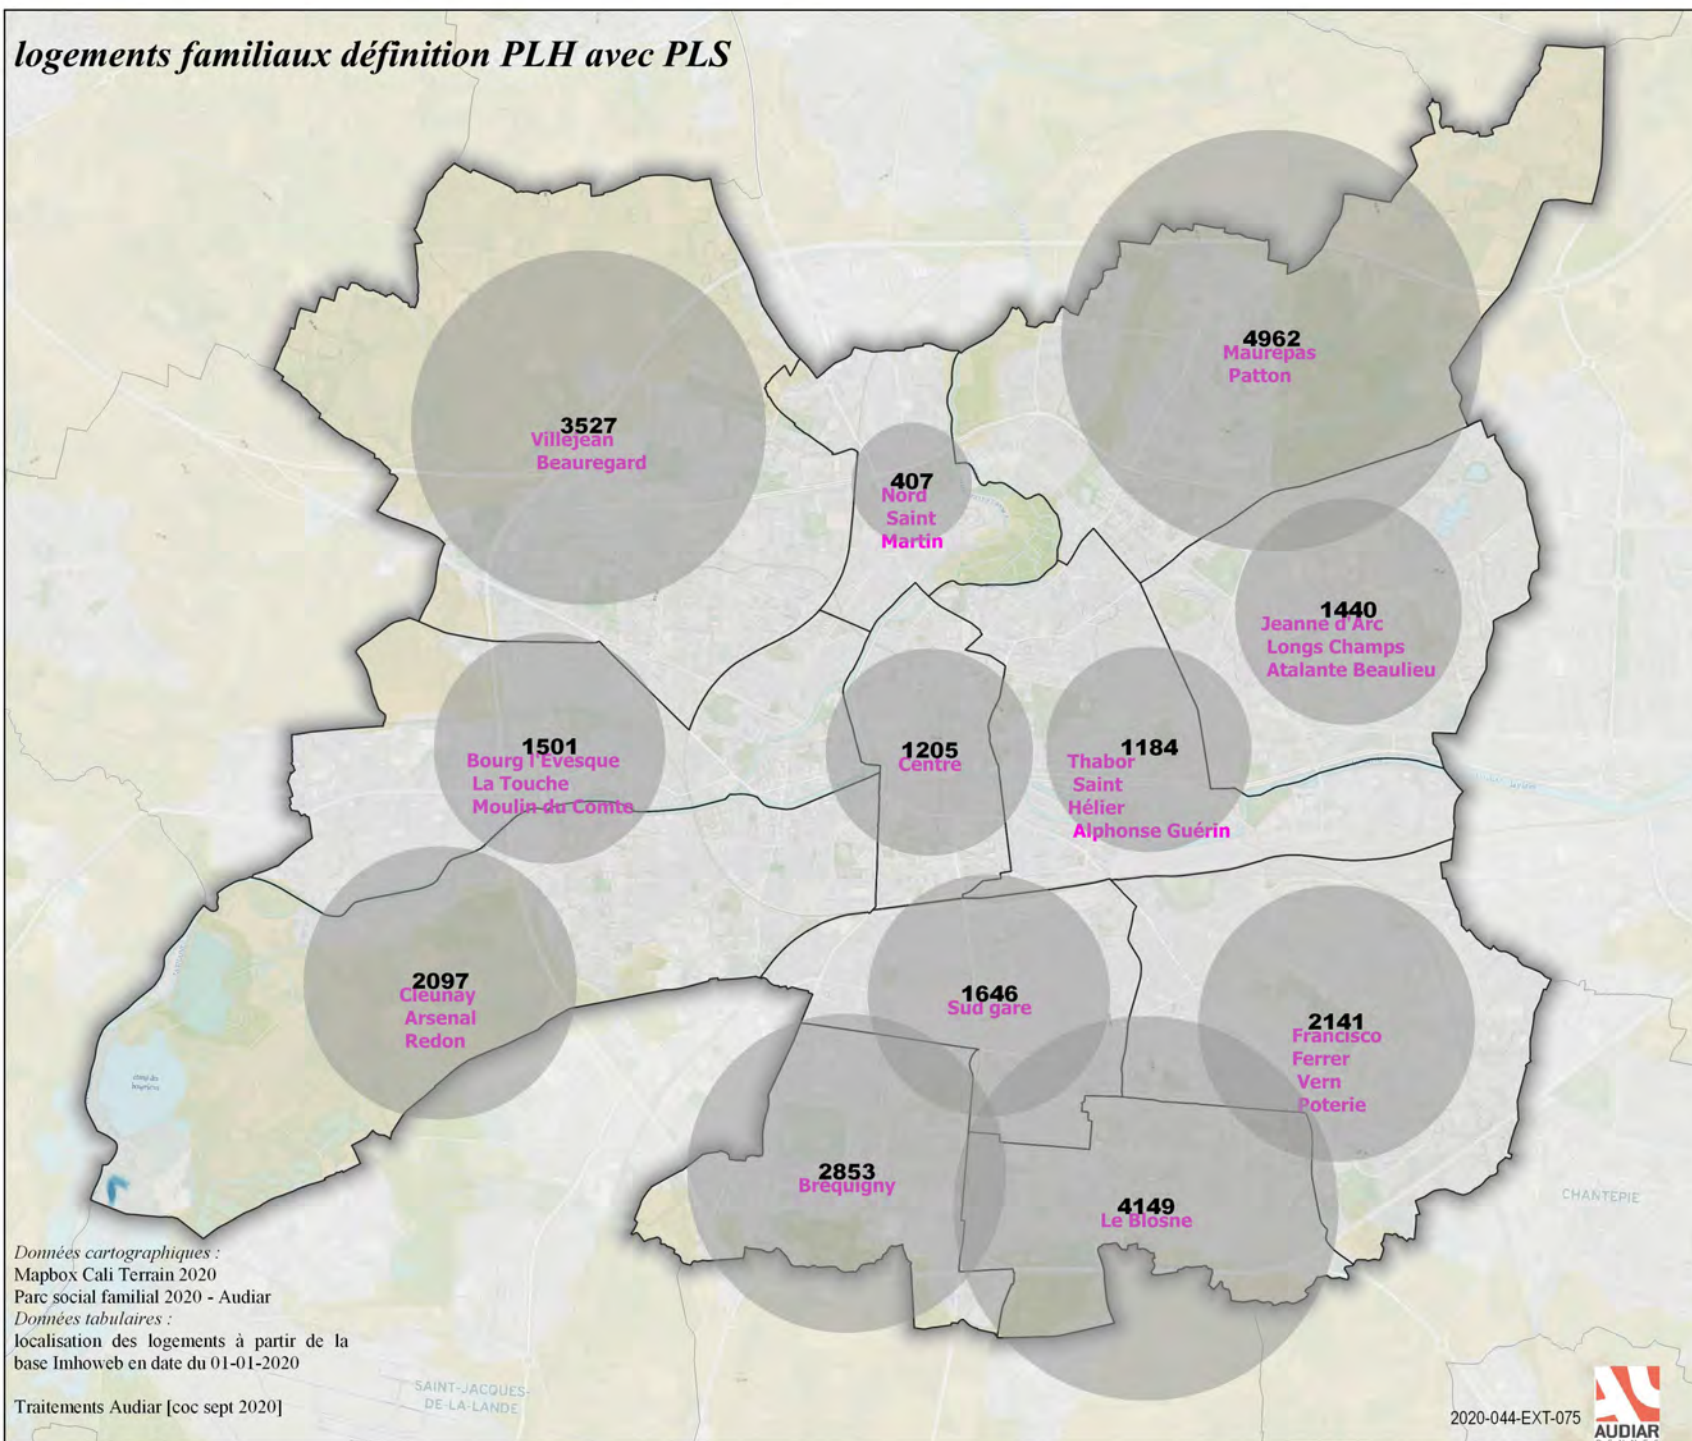 logements familiaux définition PLH avec PLS
4962
Maurepas
Patton
3527
Villejean
Beauregard
407
Nord
Saint
Martin
1440
Jeanne d'Arc
Longs Champs
Atalante Beaulieu
1501
Bourg l'Evesque
La Touche
Moulin du Comte
1205
Centre
1184
Thabor
Saint
Hélier
Alphonse Guérin
2097
Cleunay
Arsenal
Redon
1646
Sud gare
2141
Francisco
Ferrer
Vern
Poterie
2853
Bréquigny
4149
Le Blosne
CHANTEPIE
Données cartographiques :
Mapbox Cali Terrain 2020
Parc social familial 2020 - Audiar
Données tabulaires :
localisation des logements à partir de la
base Imhoweb en date du 01-01-2020
Traitements Audiar [coc sept 2020]
SAINT-JACQUES-
DE-LA-LANDE
2020-044-EXT-075
AUDIAR